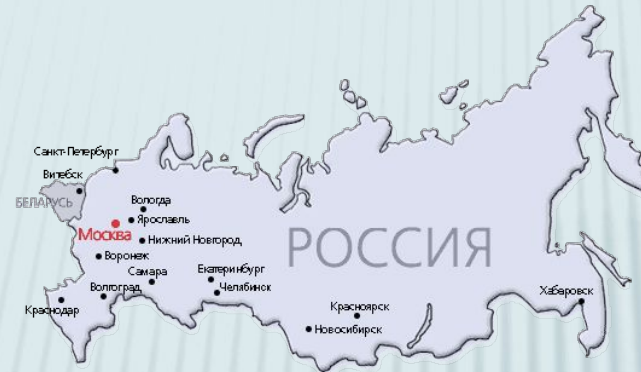 Санкт-Петербург
Витебск
БЕЛАРУСЬ
Вологда
Ярославль
Москва
Нижний Новгород
РОССИЯ
Воронеж
Самара
Екатеринбург
Волгоград
Челябинск
Краснодар
Красноярск
Новосибирск
Хабаровск